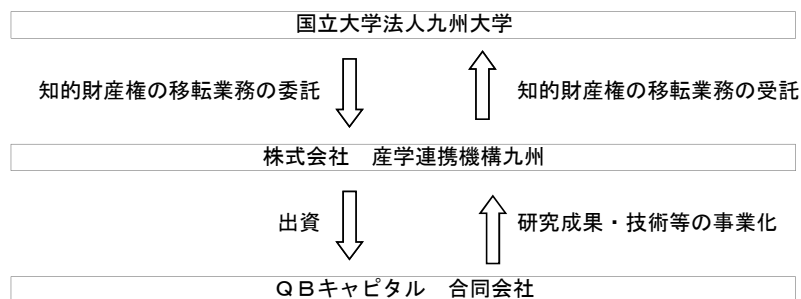 国立大学法人九州大学
知的財産権の移転業務の委託
知的財産権の移転業務の受託
株式会社　産学連携機構九州
出資
研究成果・技術等の事業化
ＱＢキャピタル　合同会社